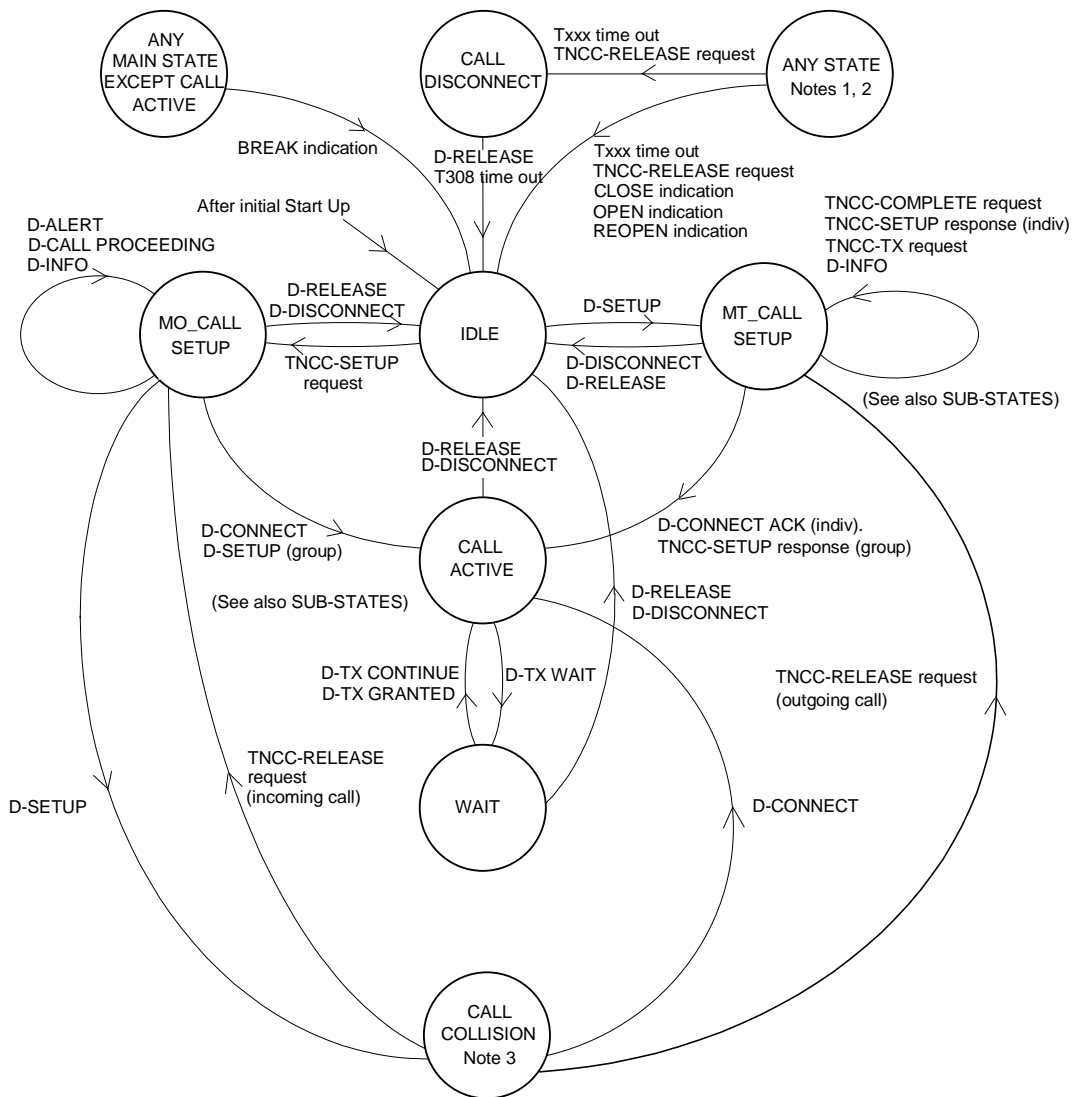 ANY
MAIN STATE
EXCEPT CALL
ACTIVE
CALL
DISCONNECT
Txxx time out
TNCC-RELEASE request
ANY STATE
Notes 1, 2
BREAK indication
D-RELEASE
T308 time out
Txxx time out
TNCC-RELEASE request
CLOSE indication
OPEN indication
REOPEN indication
After initial Start Up
TNCC-COMPLETE request
TNCC-SETUP response (indiv)
TNCC-TX request
D-INFO
D-ALERT
D-CALL PROCEEDING
D-INFO
MO_CALL
SETUP
D-RELEASE
D-DISCONNECT
TNCC-SETUP
request
IDLE
D-SETUP
D-DISCONNECT
D-RELEASE
MT_CALL
SETUP
(See also SUB-STATES)
D-RELEASE
D-DISCONNECT
D-CONNECT
D-SETUP (group)
CALL
ACTIVE
D-CONNECT ACK (indiv).
TNCC-SETUP response (group)
(See also SUB-STATES)
D-RELEASE
D-DISCONNECT
D-TX CONTINUE
D-TX GRANTED
D-TX WAIT
TNCC-RELEASE request
(outgoing call)
TNCC-RELEASE
request
(incoming call)
WAIT
D-SETUP
D-CONNECT
CALL
COLLISION
Note 3